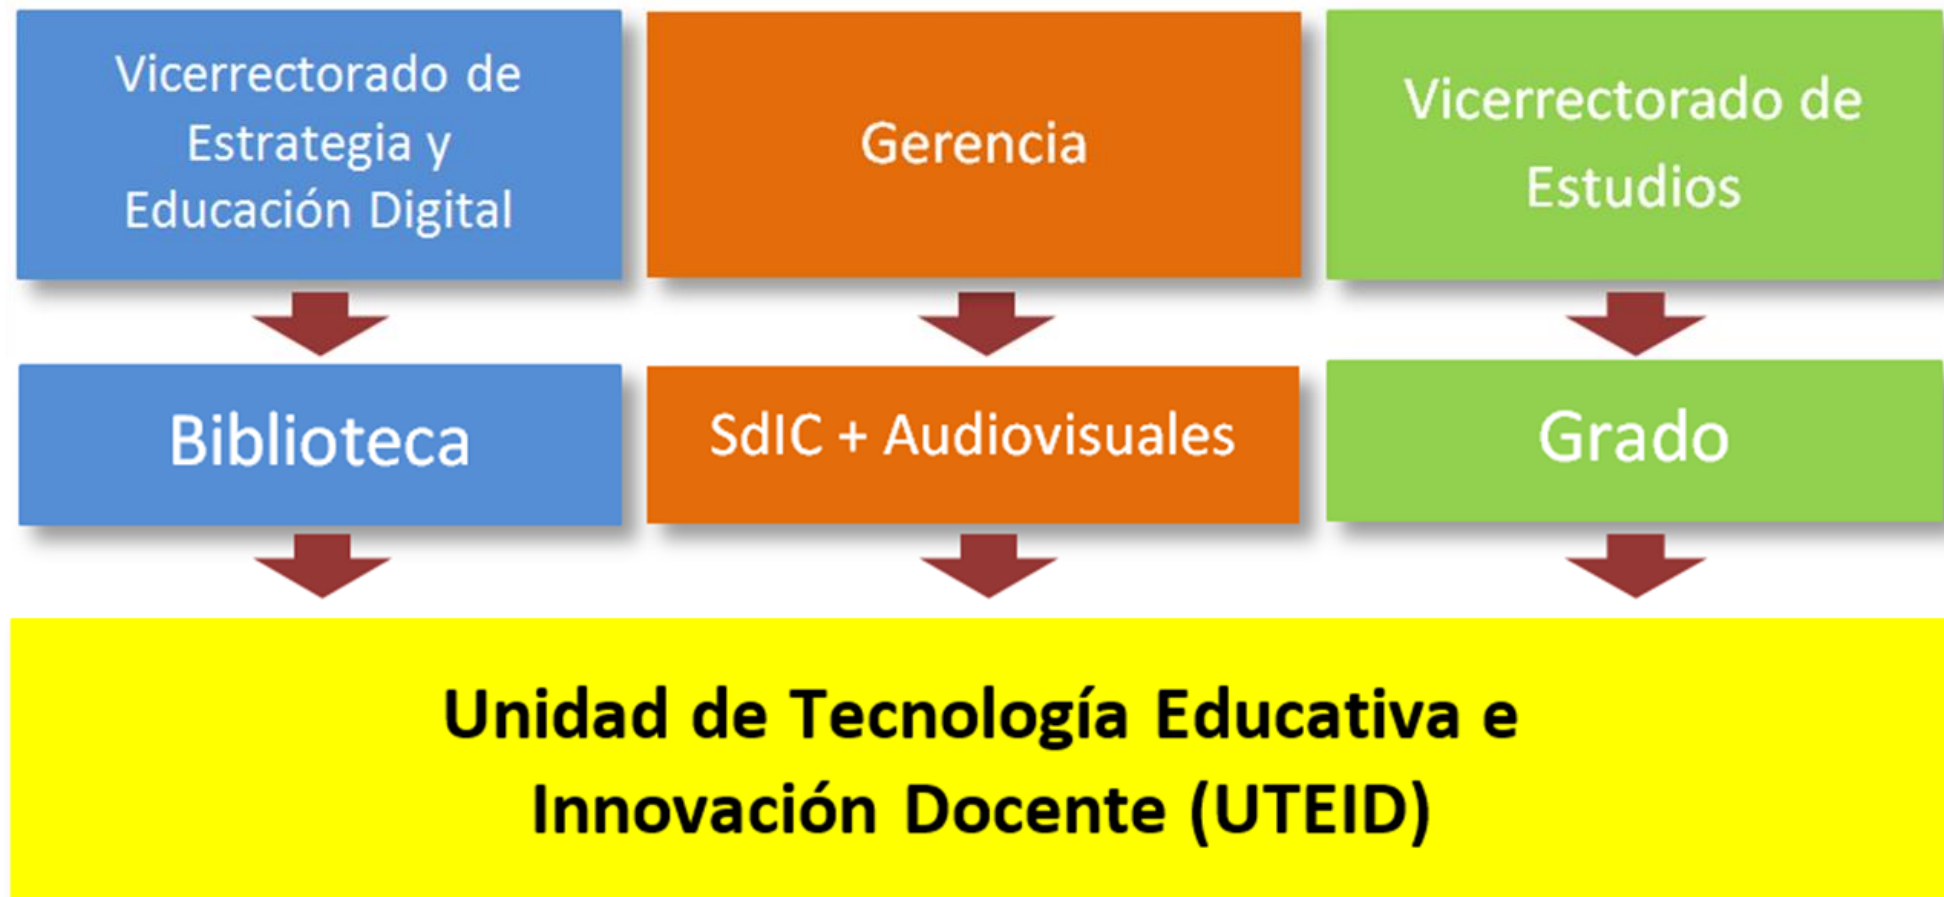 Vicerrectorado de
Estrategia y
Educación Digital
Gerencia
Vicerrectorado de
Estudios
Biblioteca
SdIC + Audiovisuales
Grado
Unidad de Tecnología Educativa e
Innovación Docente (UTEID)